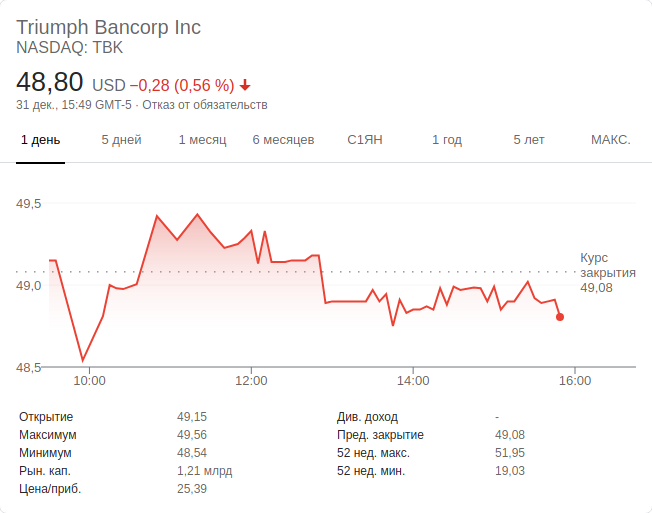 Triumph Bancorp Inc
NASDAQ: TBK
48,80 USD −0,28 (0,56 %)
31 дек., 15:49 GMT-5 · Отказ от обязательств
1 день 5 дней 1 месяц 6 месяцев С1ЯН 1 год 5 лет МАКС.
49,5
Курс
закрытия
49,08
49,0
48,5
10:00 12:00 14:00 16:00
Открытие 49,15 Див. доход -
Максимум 49,56 Пред. закрытие 49,08
Минимум 48,54 52 нед. макс. 51,95
Рын. кап. 1,21 млрд 52 нед. мин. 19,03
Цена/приб. 25,39